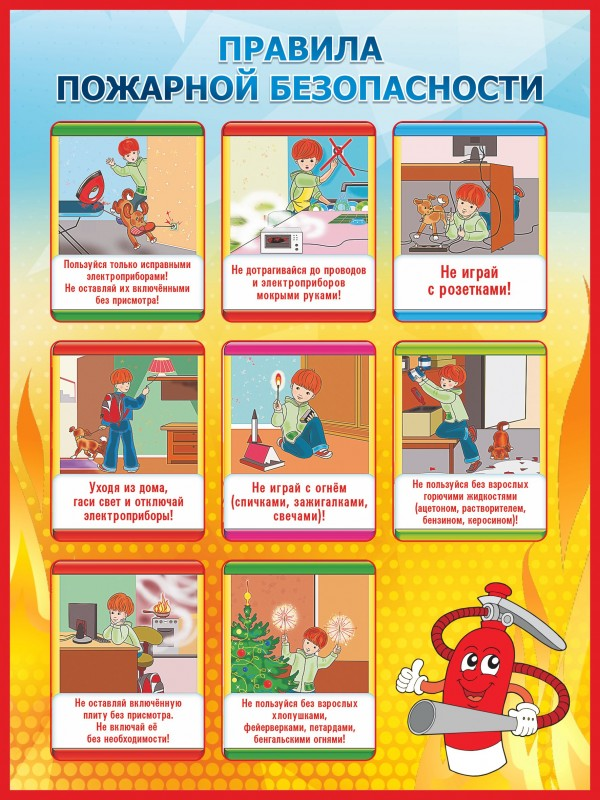 ПРАВИЛА
ПОЖАРНОЙ БЕЗОПАСНОСТИ
Пользуйся только исправными
электроприборами!
Не оставляй их включёнными
без присмотра!
Не дотрагивайся до проводов
и электроприборов
мокрыми руками!
Не играй
с розетками!
Уходя из дома,
гаси свет и отключай
электроприборы!
Не играй с огнём
(спичками, зажигалками,
свечами)!
Не пользуйся без взрослых
горючими жидкостями
(ацетоном, растворителем,
бензином, керосином)!
Не оставляй включённую
плиту без присмотра.
Не включай её
без необходимости!
Не пользуйся без взрослых
хлопушками,
фейерверками, петардами,
бенгальскими огнями!